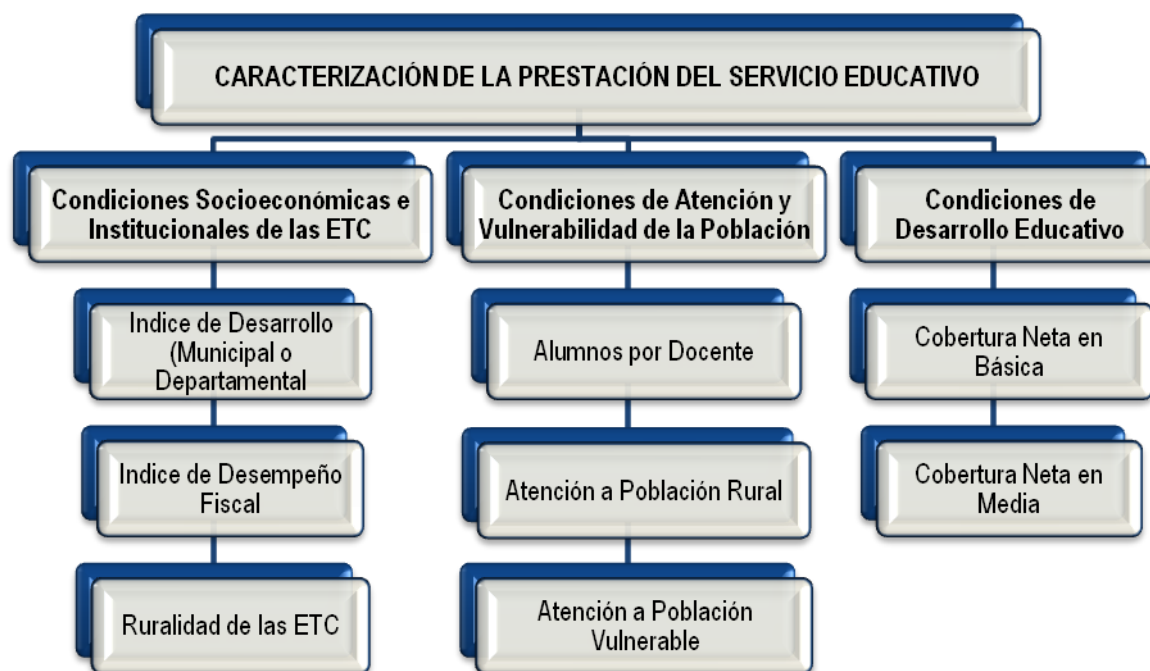 CARACTERIZACIÓN DE LA PRESTACIÓN DEL SERVICIO EDUCATIVO
Condiciones Socioeconómicas e
Institucionales de las ETC
Indice de Desarrollo
(Municipal o
Departamental
Indice de Desempeño
Fiscal
Ruralidad de las ETC
Condiciones de Atención y
Vulnerabilidad de la Población
Alumnos por Docente
Atención a Población Rural
Atención a Población
Vulnerable
Condiciones de
Desarrollo Educativo
Cobertura Neta en
Básica
Cobertura Neta en
Media